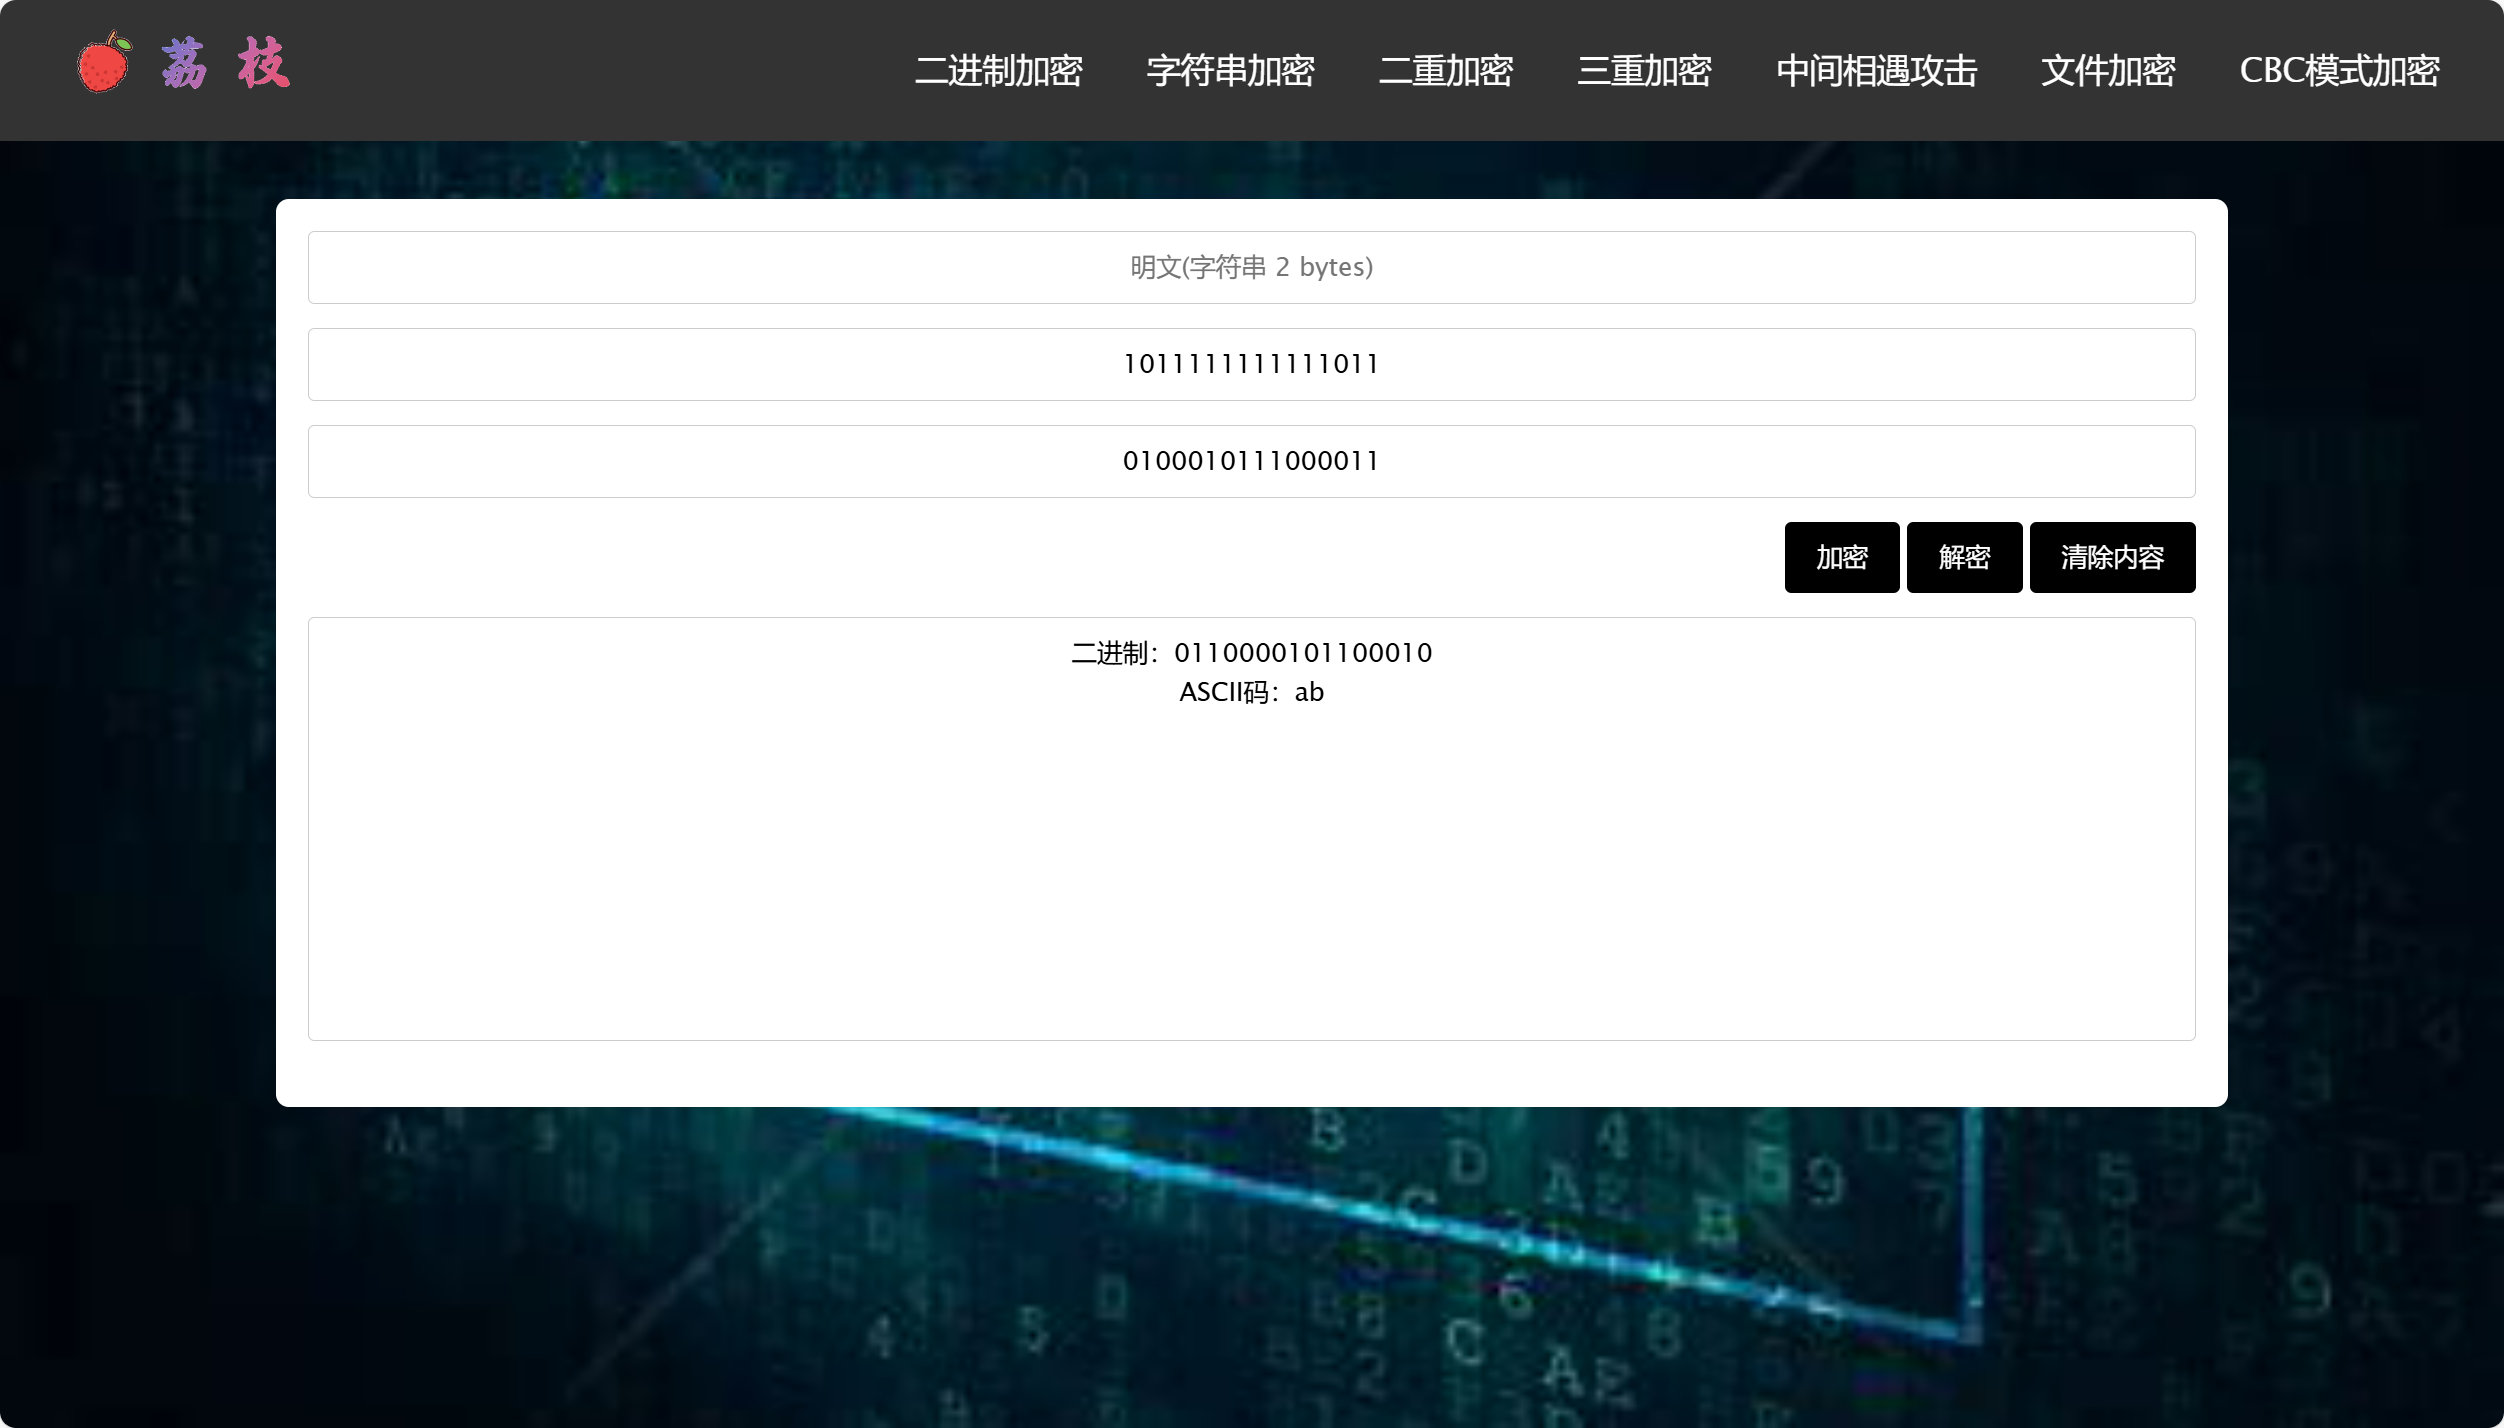 荔 枝
二进制加密 字符串加密 二重加密 三重加密 中间相遇攻击 文件加密 CBC模式加密
明文(字符串 2 bytes)
1011111111111011
0100010111000011
加密 解密 清除内容
二进制：0110000101100010
ASCII码：ab